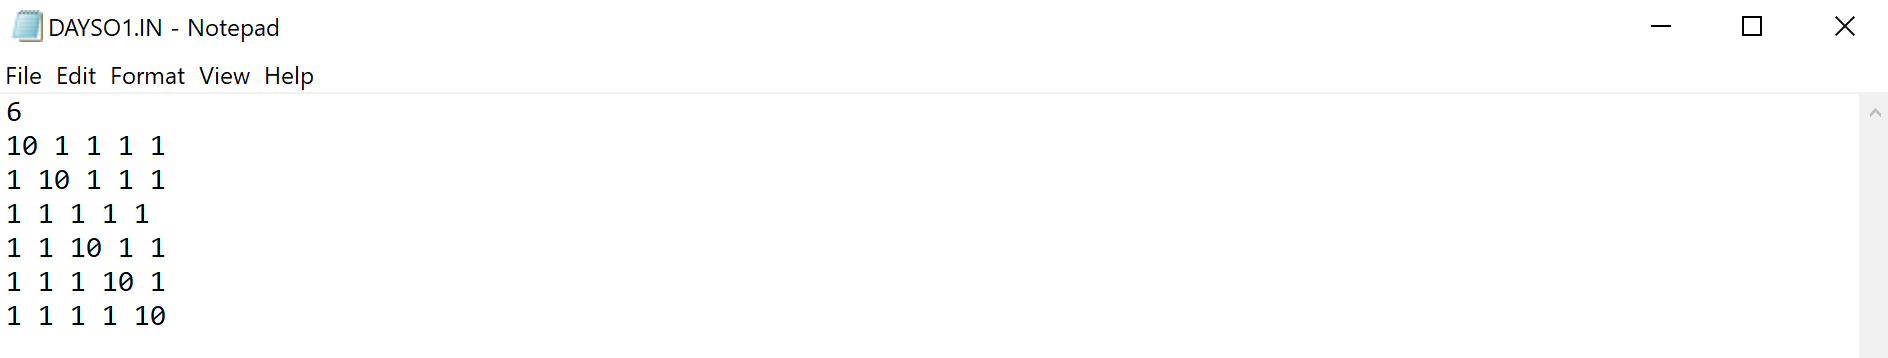 DAYSO1.IN - Notepad
File Edit Format View Help
6
10 1 1 1 1
1 10 1 1 1
1 1 1 1 1
1 1 10 1 1
1 1 1 10 1
1 1 1 1 10